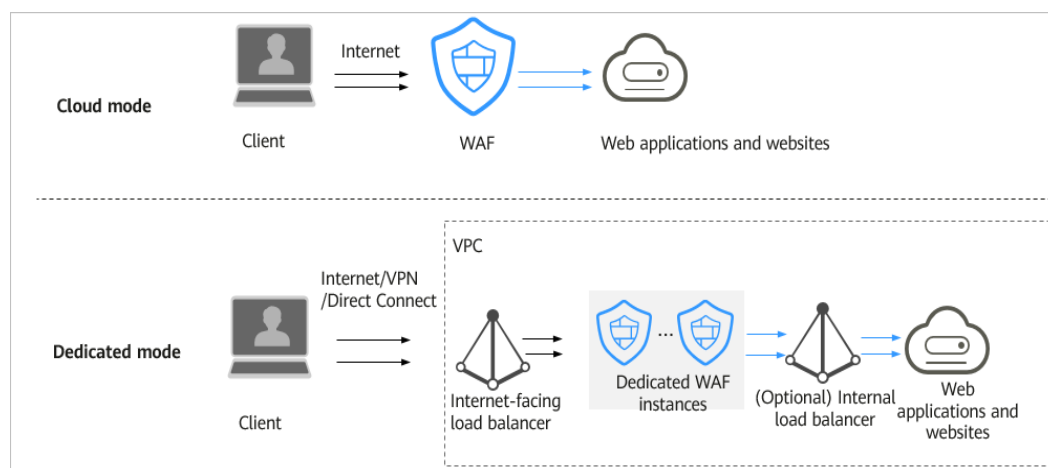 Internet
Cloud mode
Client
WAF
Web applications and websites
VPC
Internet/VPN
/Direct Connect
Dedicated mode
...
Client
Internet-facing
load balancer
Dedicated WAF
instances
(Optional) Internal
load balancer
Web
applications and
websites